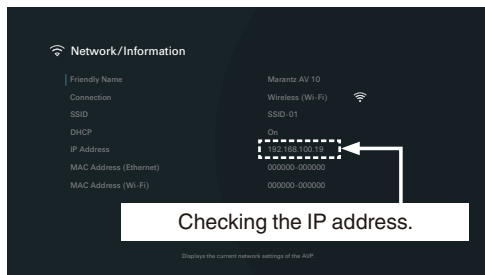 Network/Information
Friendly Name Marantz AV 10
Connection Wireless (Wi-Fi)
SSID SSID-01
DHCP On
IP Address 192.168.100.19
MAC Address (Ethernet) 000000-000000
MAC Address (Wi-Fi) 000000-000000
Checking the IP address.
Displays the current network settings of the AVP